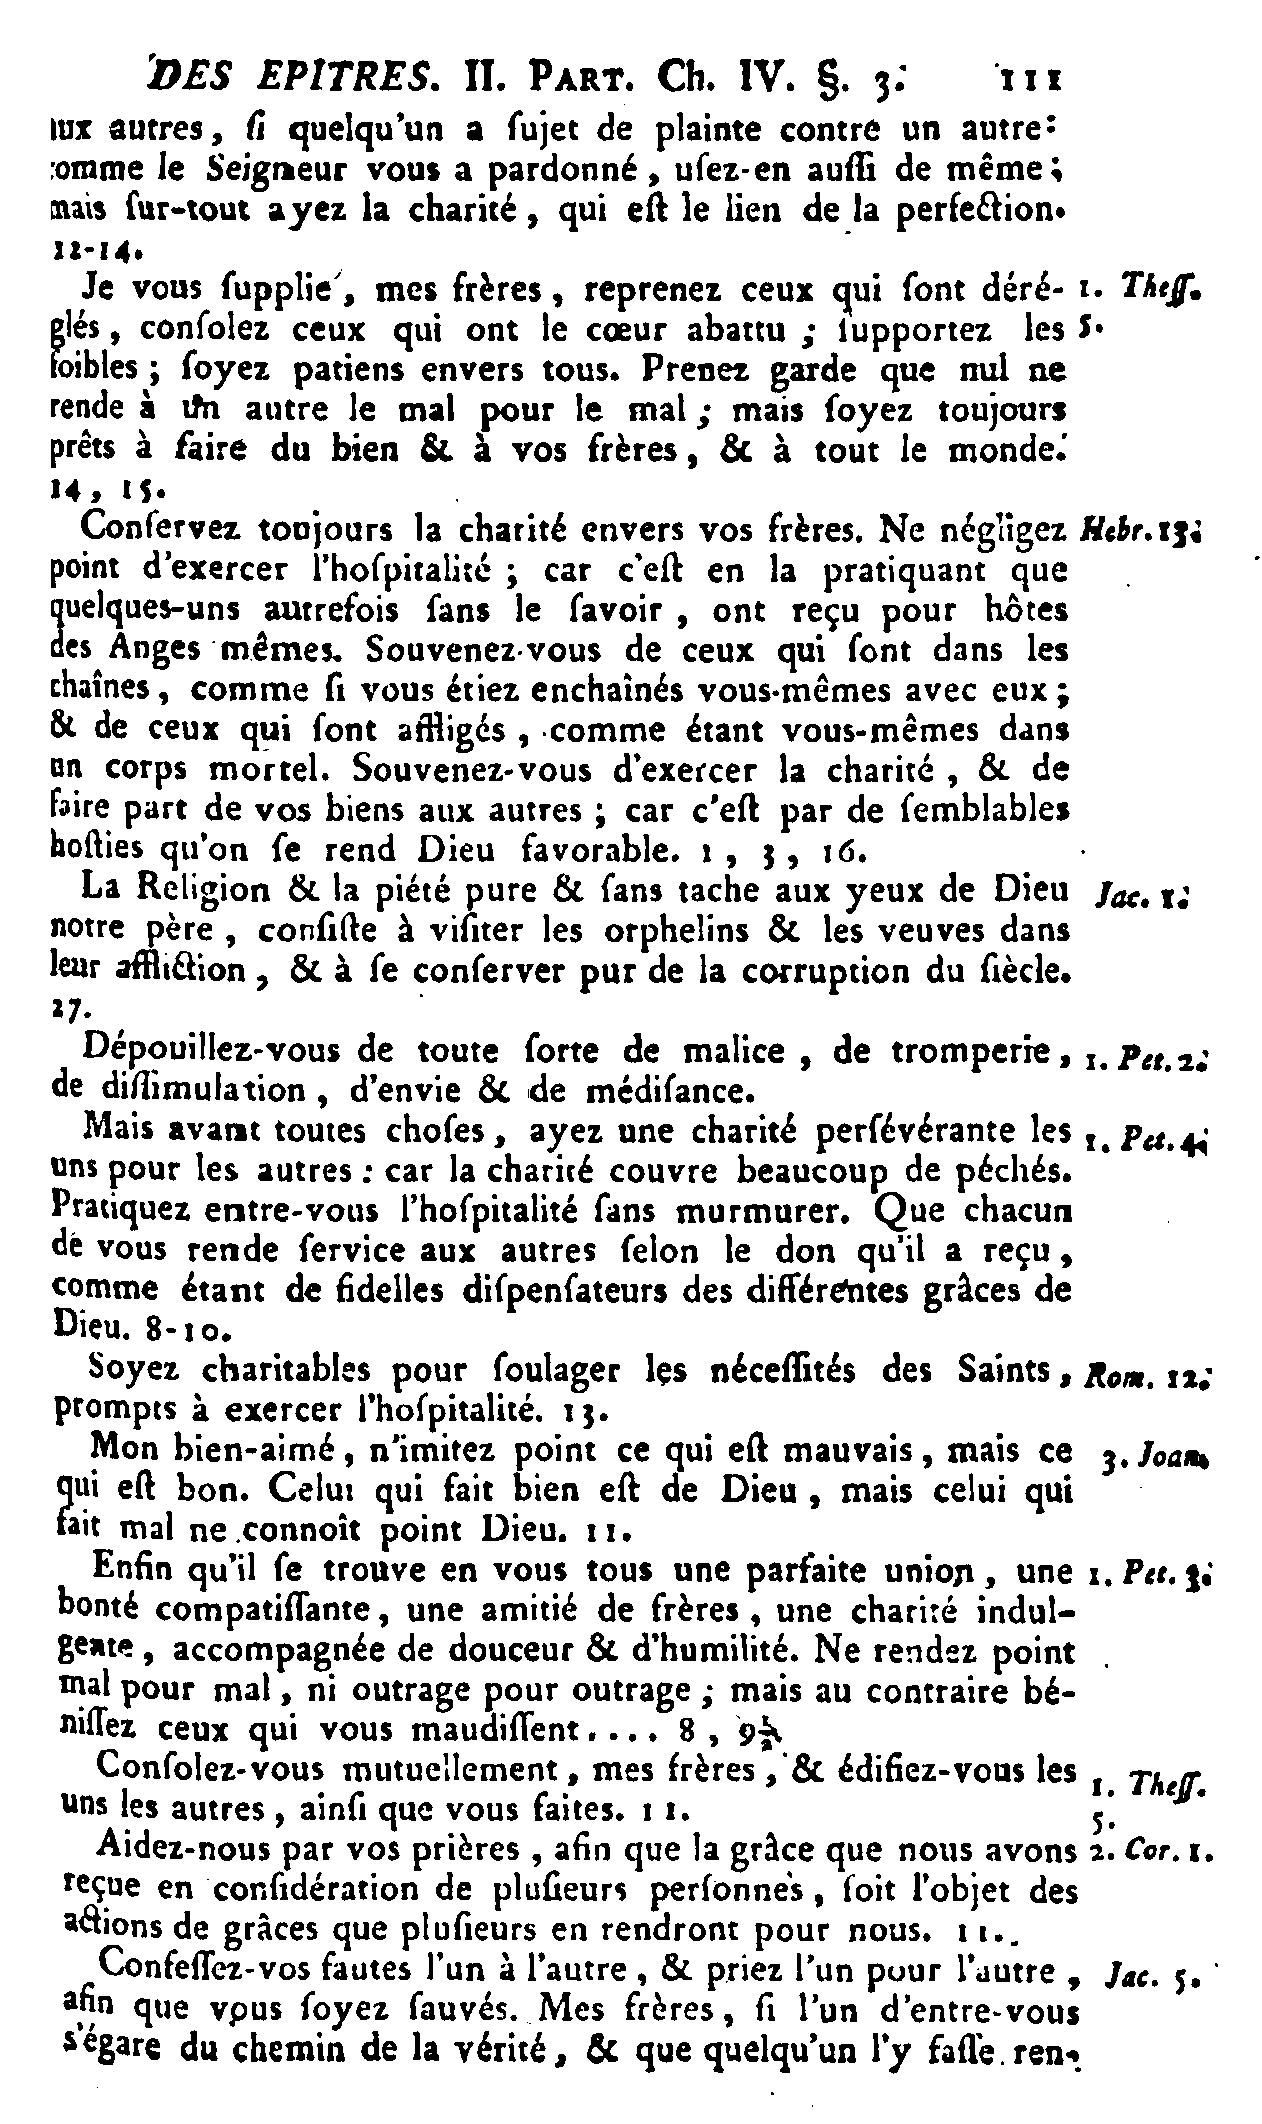 DES EPITRES. II. PART. Ch. IV. §. 3. 111
aux autres, ſi quelqu'un a ſujet de plainte contre un autre:
comme le Seigneur vous a pardonné, uſez-en auſſi de même;
mais ſur-tout ayez la charité, qui eſt le lien de la perfection.
12-14.
Je vous ſupplie, mes frères, reprenez ceux qui ſont déré- 1. Theſſ.
glés, conſolez ceux qui ont le cœur abattu; ſupportez les 5.
foibles; ſoyez patiens envers tous. Prenez garde que nul ne
rende à un autre le mal pour le mal; mais ſoyez toujours
prêts à faire du bien & à vos frères, & à tout le monde.
14, 15.
Conſervez toujours la charité envers vos frères. Ne négligez Hebr. 13.
point d'exercer l'hoſpitalité; car c'eſt en la pratiquant que
quelques-uns autrefois ſans le ſavoir, ont reçu pour hôtes
des Anges mêmes. Souvenez-vous de ceux qui ſont dans les
chaînes, comme ſi vous étiez enchaînés vous-mêmes avec eux;
& de ceux qui ſont affligés, comme étant vous-mêmes dans
un corps mortel. Souvenez-vous d'exercer la charité, & de
faire part de vos biens aux autres; car c'eſt par de ſemblables
hoſties qu'on ſe rend Dieu favorable. 1, 3, 16.
La Religion & la piété pure & ſans tache aux yeux de Dieu Jac. 1.
notre père, conſiſte à viſiter les orphelins & les veuves dans
leur affliction, & à ſe conſerver pur de la corruption du ſiècle.
27.
Dépouillez-vous de toute ſorte de malice, de tromperie, 1. Pet. 2.
de diſſimulation, d'envie & de médiſance.
Mais avant toutes choſes, ayez une charité perſévérante les 1. Pet. 4.
uns pour les autres: car la charité couvre beaucoup de péchés.
Pratiquez entre-vous l'hoſpitalité ſans murmurer. Que chacun
de vous rende ſervice aux autres ſelon le don qu'il a reçu,
comme étant de fidelles diſpenſateurs des différentes grâces de
Dieu. 8-10.
Soyez charitables pour ſoulager les néceſſités des Saints, Rom. 12.
prompts à exercer l'hoſpitalité. 13.
Mon bien-aimé, n'imitez point ce qui eſt mauvais, mais ce 3. Joan.
qui eſt bon. Celui qui fait bien eſt de Dieu, mais celui qui
fait mal ne connoît point Dieu. 11.
Enfin qu'il ſe trouve en vous tous une parfaite union, une 1. Pet. 3.
bonté compatiſſante, une amitié de frères, une charité indul-
gente, accompagnée de douceur & d'humilité. Ne rendez point
mal pour mal, ni outrage pour outrage; mais au contraire bé-
niſſez ceux qui vous maudiſſent.... 8, 9.
Conſolez-vous mutuellement, mes frères, & édifiez-vous les 1. Theſſ.
uns les autres, ainſi que vous faites. 11. 5.
Aidez-nous par vos prières, afin que la grâce que nous avons 2. Cor. 1.
reçue en conſidération de pluſieurs perſonnes, ſoit l'objet des
actions de grâces que pluſieurs en rendront pour nous. 11.
Confeſſez-vos fautes l'un à l'autre, & priez l'un pour l'autre, Jac. 5.
afin que vous ſoyez ſauvés. Mes frères, ſi l'un d'entre-vous
s'égare du chemin de la vérité, & que quelqu'un l'y faſſe ren-